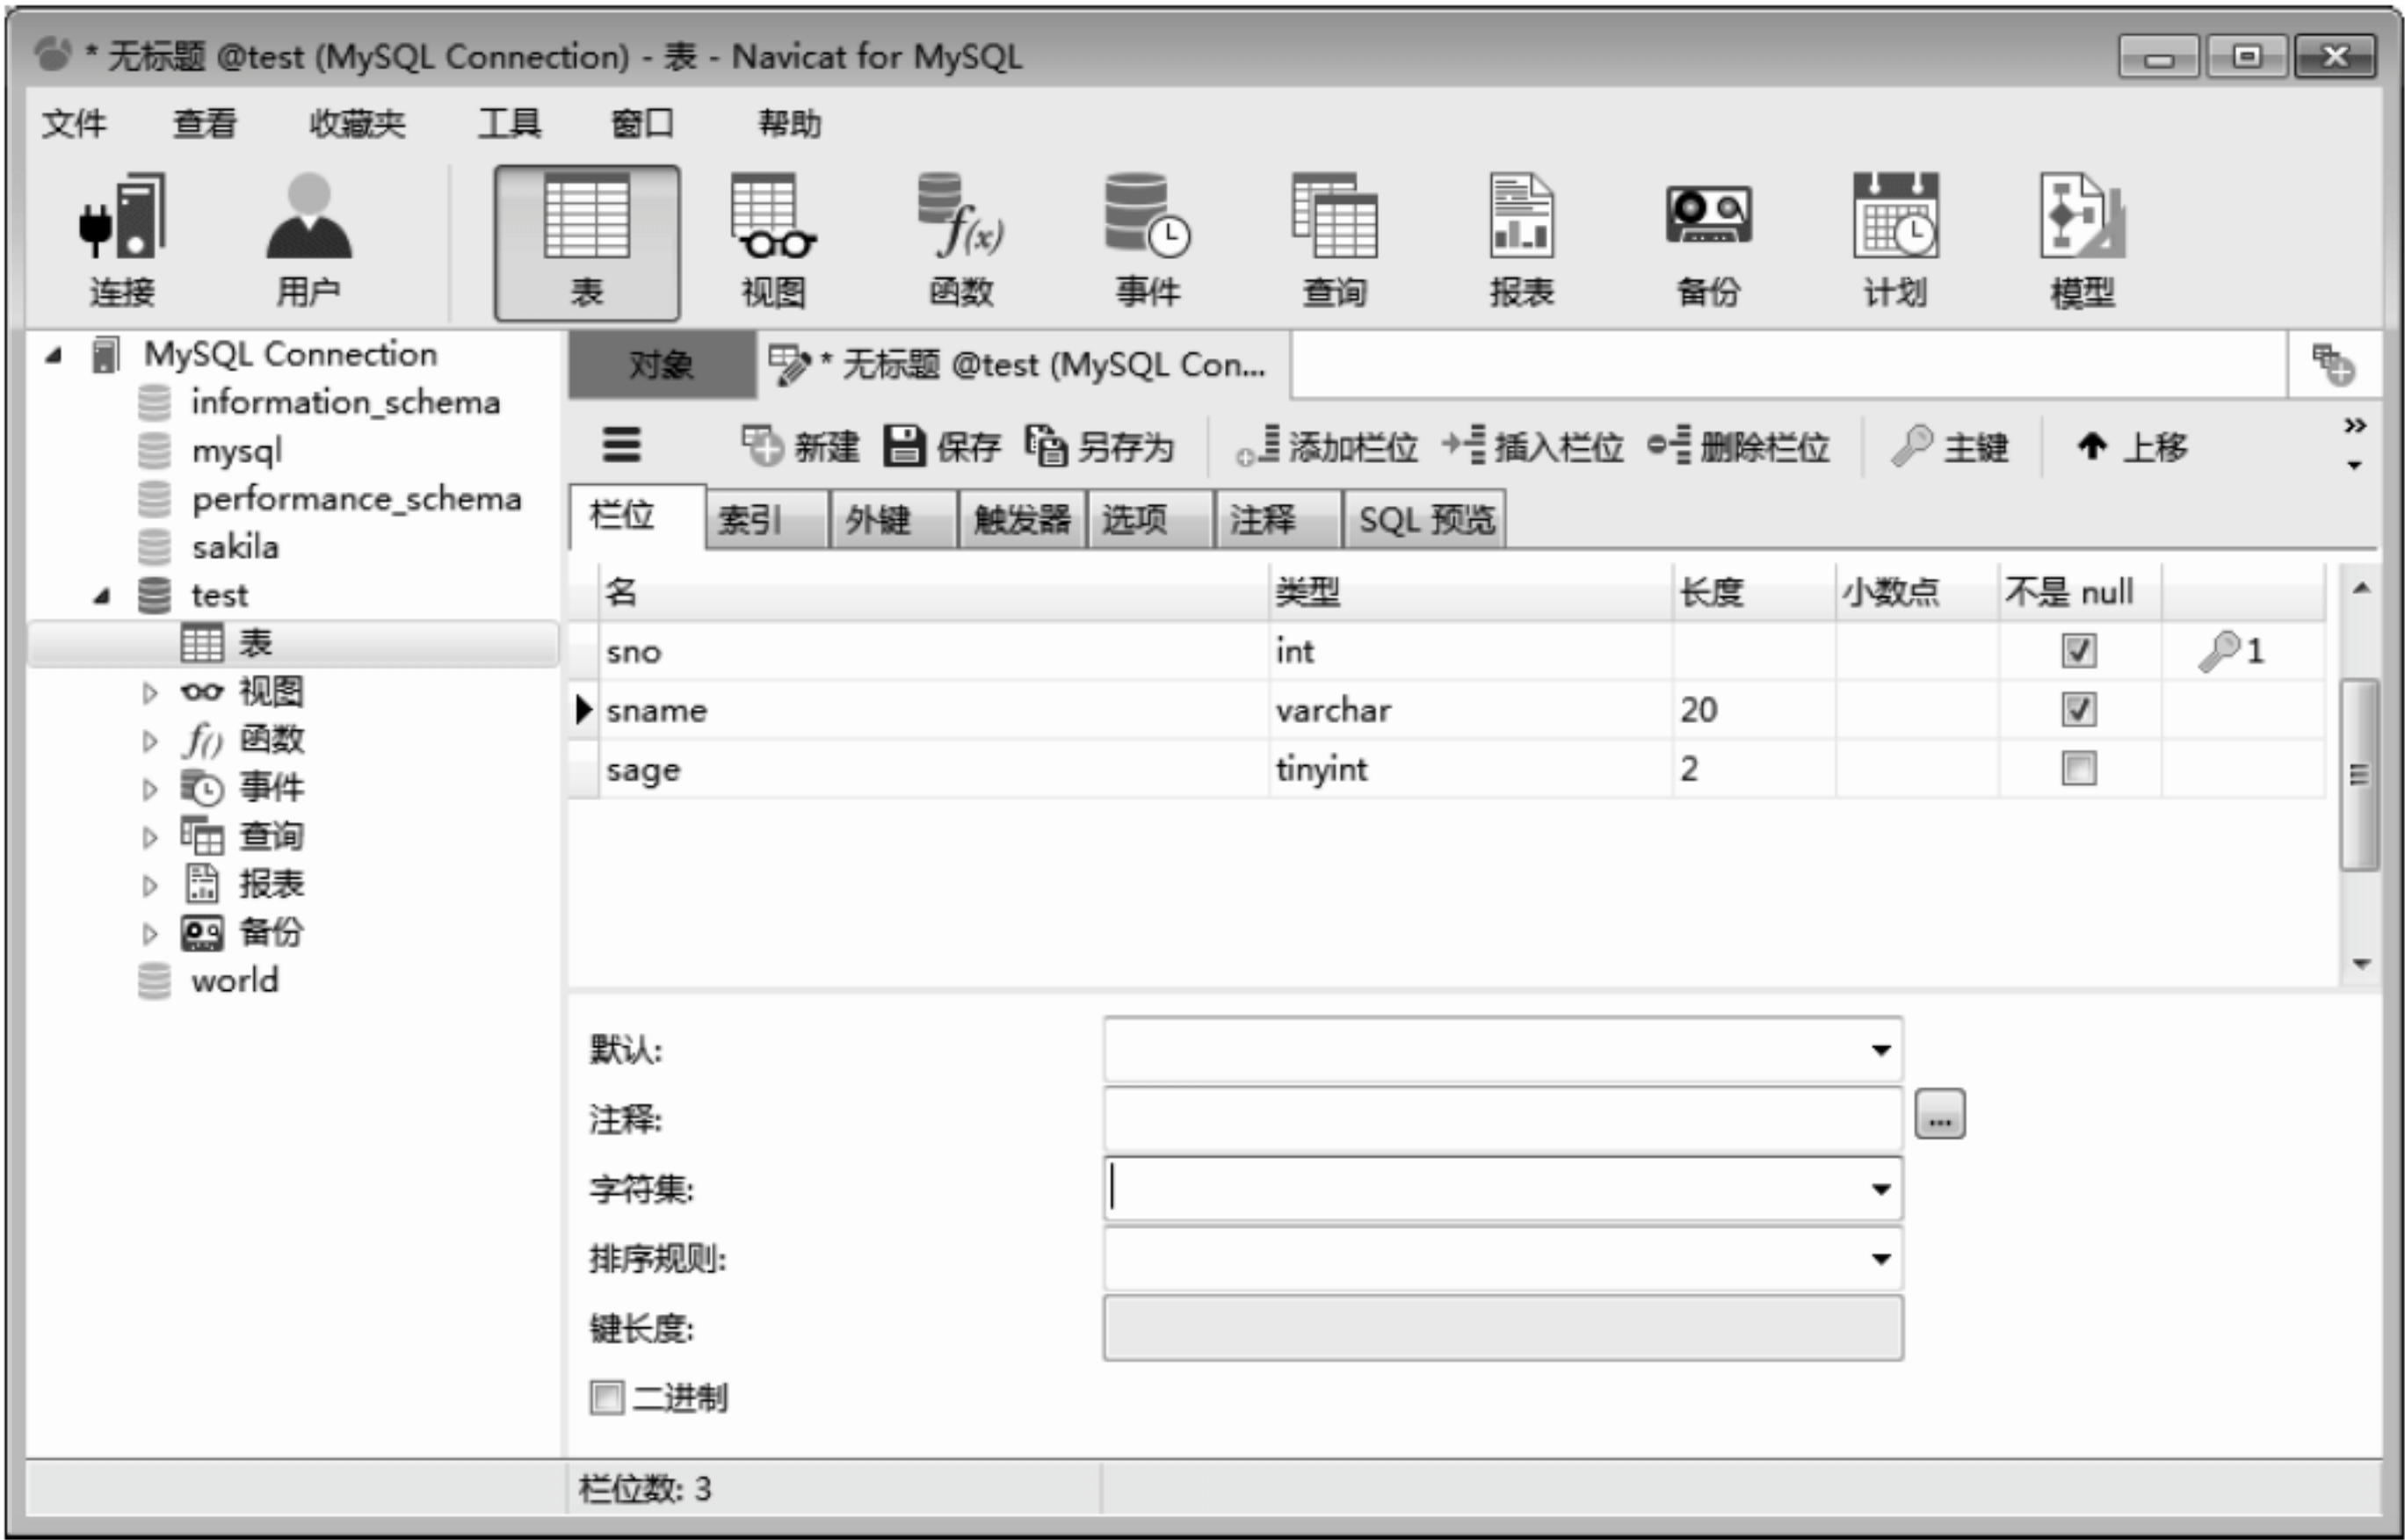 * 无标题 @test (MySQL Connection) - 表 - Navicat for MySQL
文件 查看 收藏夹 工具 窗口 帮助
连接 用户 表 视图 f(x) 函数 事件 查询 报表 备份 计划 模型
MySQL Connection
information_schema
mysql
performance_schema
sakila
test
表
视图
f() 函数
事件
查询
报表
备份
world
对象 * 无标题 @test (MySQL Con...
新建 保存 另存为 添加栏位 插入栏位 删除栏位 主键 上移 »
栏位 索引 外键 触发器 选项 注释 SQL 预览
名 类型 长度 小数点 不是 null
sno int 1
sname varchar 20
sage tinyint 2
默认:
注释: ...
字符集:
排序规则:
键长度:
二进制
栏位数: 3